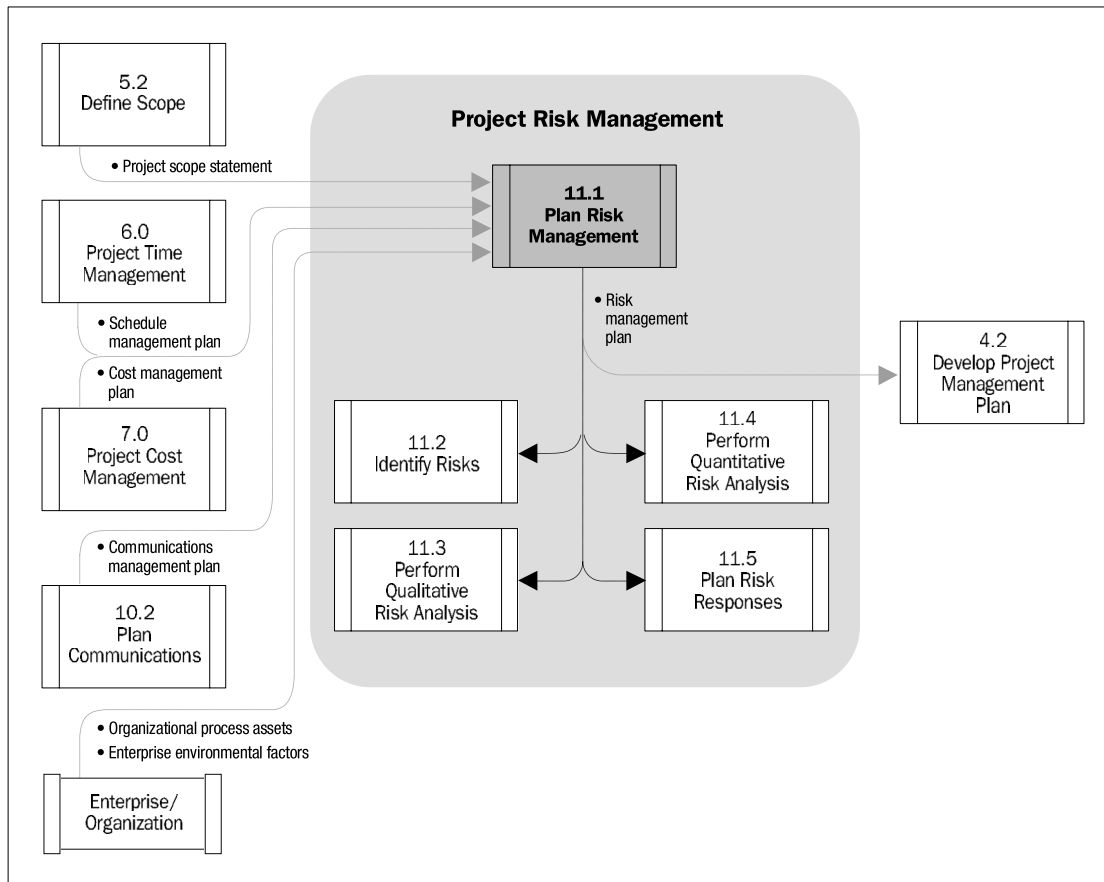 5.2
Define Scope
• Project scope statement
6.0
Project Time
Management
• Schedule
management plan
• Cost management
plan
7.0
Project Cost
Management
• Communications
management plan
10.2
Plan
Communications
• Organizational process assets
• Enterprise environmental factors
Enterprise/
Organization
Project Risk Management
11.1
Plan Risk
Management
• Risk
management
plan
11.2
Identify Risks
11.4
Perform
Quantitative
Risk Analysis
11.3
Perform
Qualitative
Risk Analysis
11.5
Plan Risk
Responses
4.2
Develop Project
Management
Plan